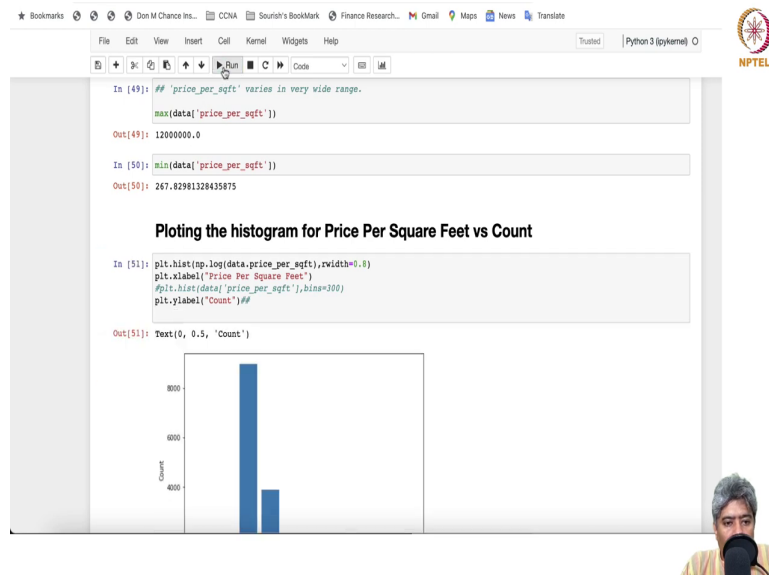 Bookmarks Don M Chance Ins... CCNA Sourish's BookMark Finance Research... Gmail Maps News Translate
File Edit View Insert Cell Kernel Widgets Help Trusted Python 3 (ipykernel)
NPTEL
Run Code
In [49]: ## 'price_per_sqft' varies in very wide range.
max(data['price_per_sqft'])
Out[49]: 12000000.0
In [50]: min(data['price_per_sqft'])
Out[50]: 267.82981328435875
Ploting the histogram for Price Per Square Feet vs Count
In [51]: plt.hist(np.log(data.price_per_sqft),rwidth=0.8)
plt.xlabel("Price Per Square Feet")
#plt.hist(data['price_per_sqft'],bins=300)
plt.ylabel("Count")##
Out[51]: Text(0, 0.5, 'Count')
8000
6000
Count
4000